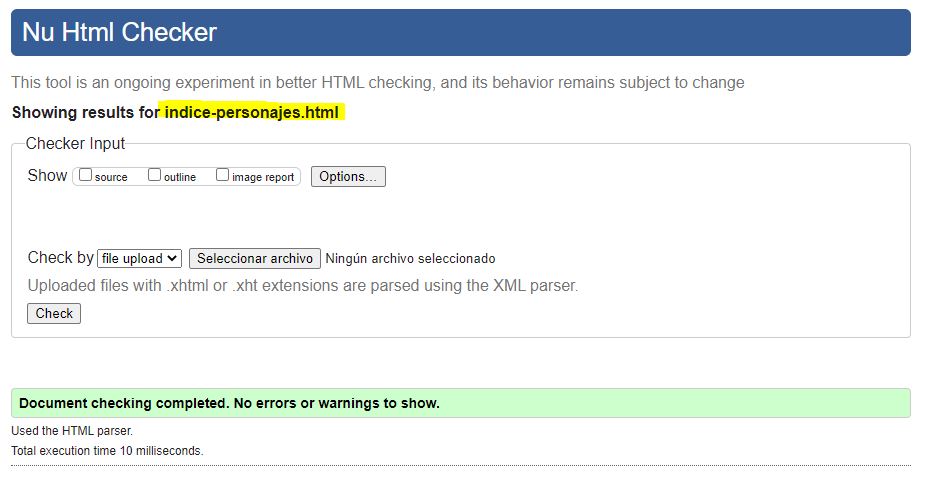 Nu Html Checker
This tool is an ongoing experiment in better HTML checking, and its behavior remains subject to change
Showing results for indice-personajes.html
Checker Input
Show source outline image report Options...
Check by file upload Seleccionar archivo Ningún archivo seleccionado
Uploaded files with .xhtml or .xht extensions are parsed using the XML parser.
Check
Document checking completed. No errors or warnings to show.
Used the HTML parser.
Total execution time 10 milliseconds.